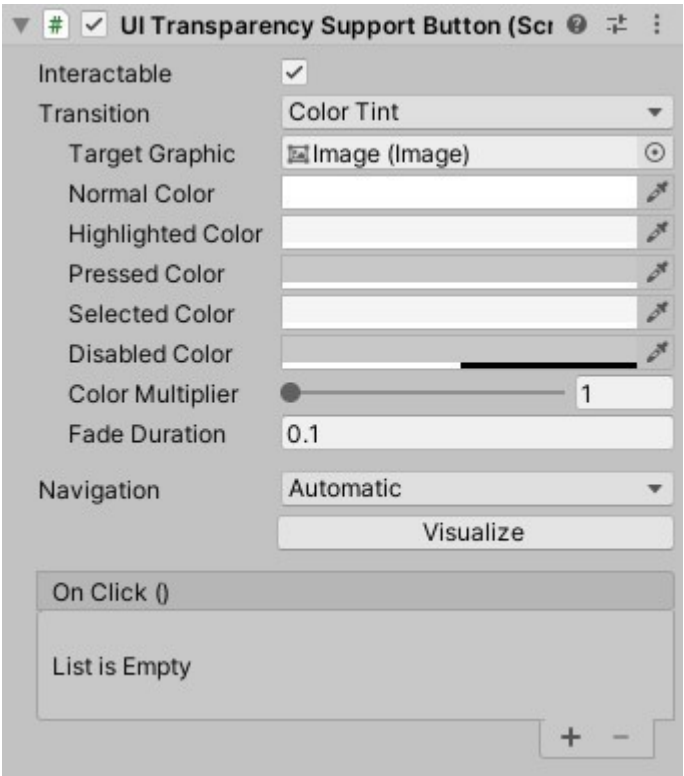 UI Transparency Support Button (Scr
Interactable
Transition Color Tint
Target Graphic Image (Image)
Normal Color
Highlighted Color
Pressed Color
Selected Color
Disabled Color
Color Multiplier 1
Fade Duration 0.1
Navigation Automatic
Visualize
On Click ()
List is Empty